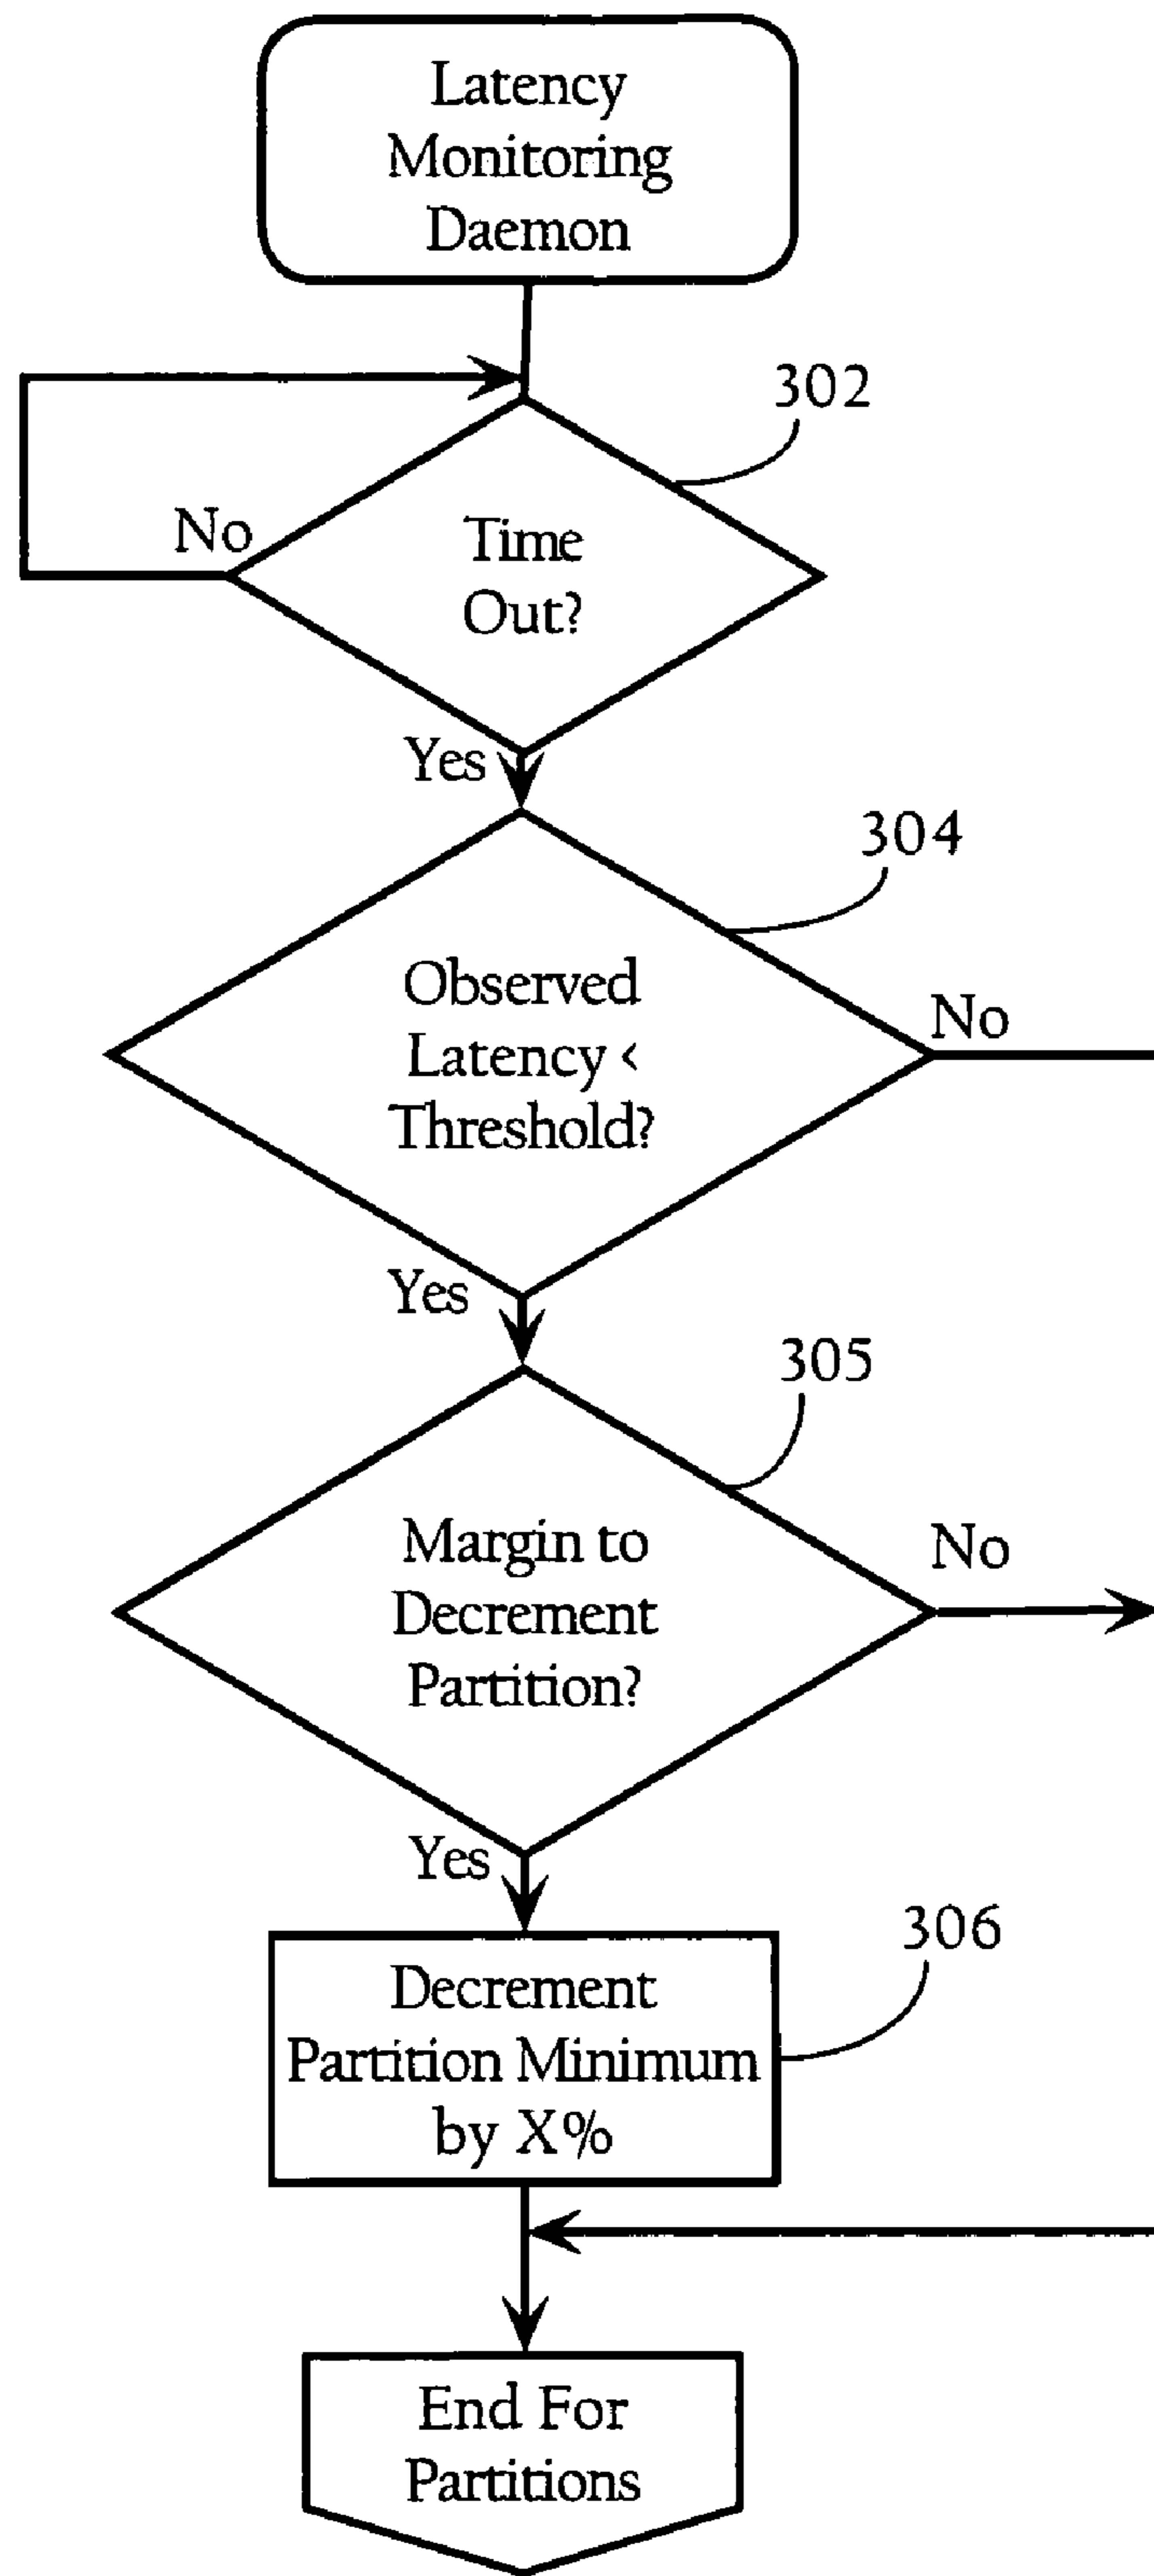 Latency
Monitoring
Daemon
302
No
Time
Out?
Yes
304
Observed
Latency <
Threshold?
No
Yes
305
Margin to
Decrement
Partition?
No
Yes
306
Decrement
Partition Minimum
by X%
End For
Partitions